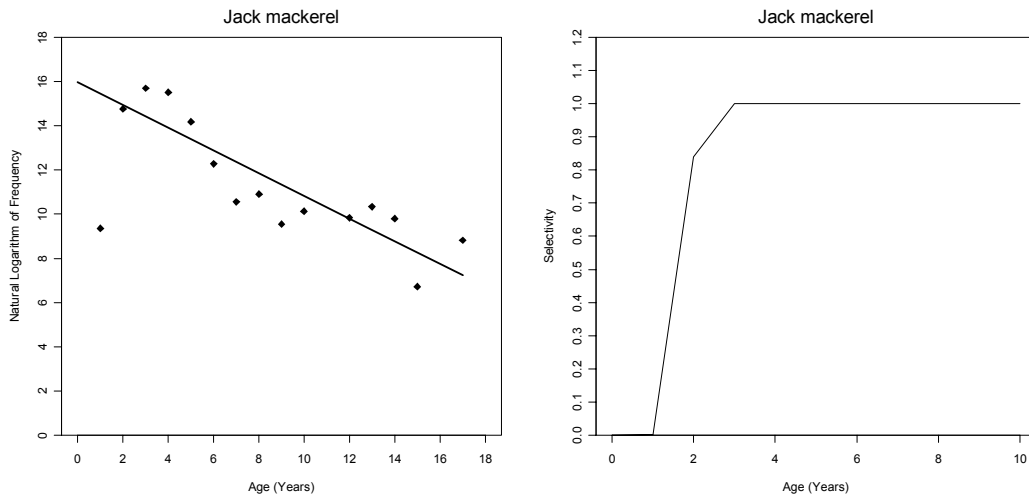 Jack mackerel
Natural Logarithm of Frequency
18
16
14
12
10
8
6
4
2
0
0 2 4 6 8 10 12 14 16 18
Age (Years)
Jack mackerel
Selectivity
1.2
1.1
1.0
0.9
0.8
0.7
0.6
0.5
0.4
0.3
0.2
0.1
0.0
0 2 4 6 8 10
Age (Years)